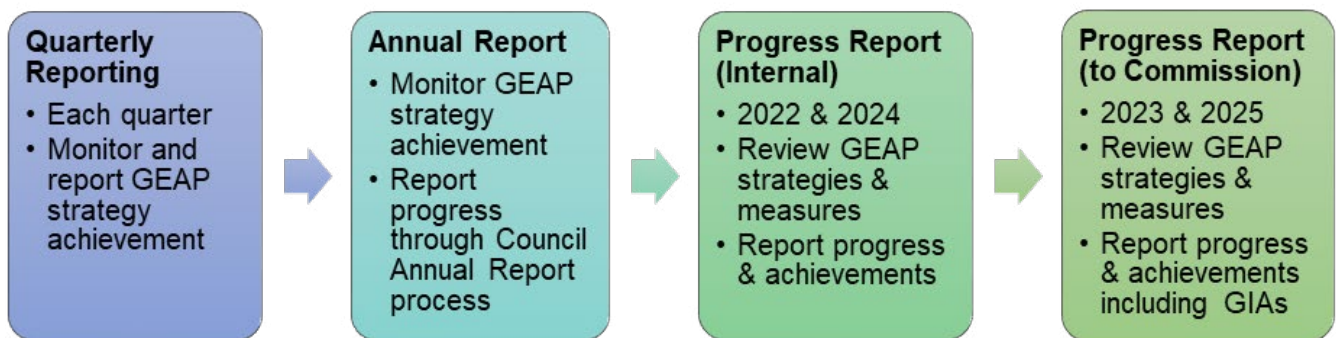 Quarterly
Reporting
• Each quarter
• Monitor and
report GEAP
strategy
achievement
Annual Report
• Monitor GEAP
strategy
achievement
• Report
progress
through Council
Annual Report
process
Progress Report
(Internal)
• 2022 & 2024
• Review GEAP
strategies &
measures
• Report progress
& achievements
Progress Report
(to Commission)
• 2023 & 2025
• Review GEAP
strategies &
measures
• Report progress
& achievements
including GIAs